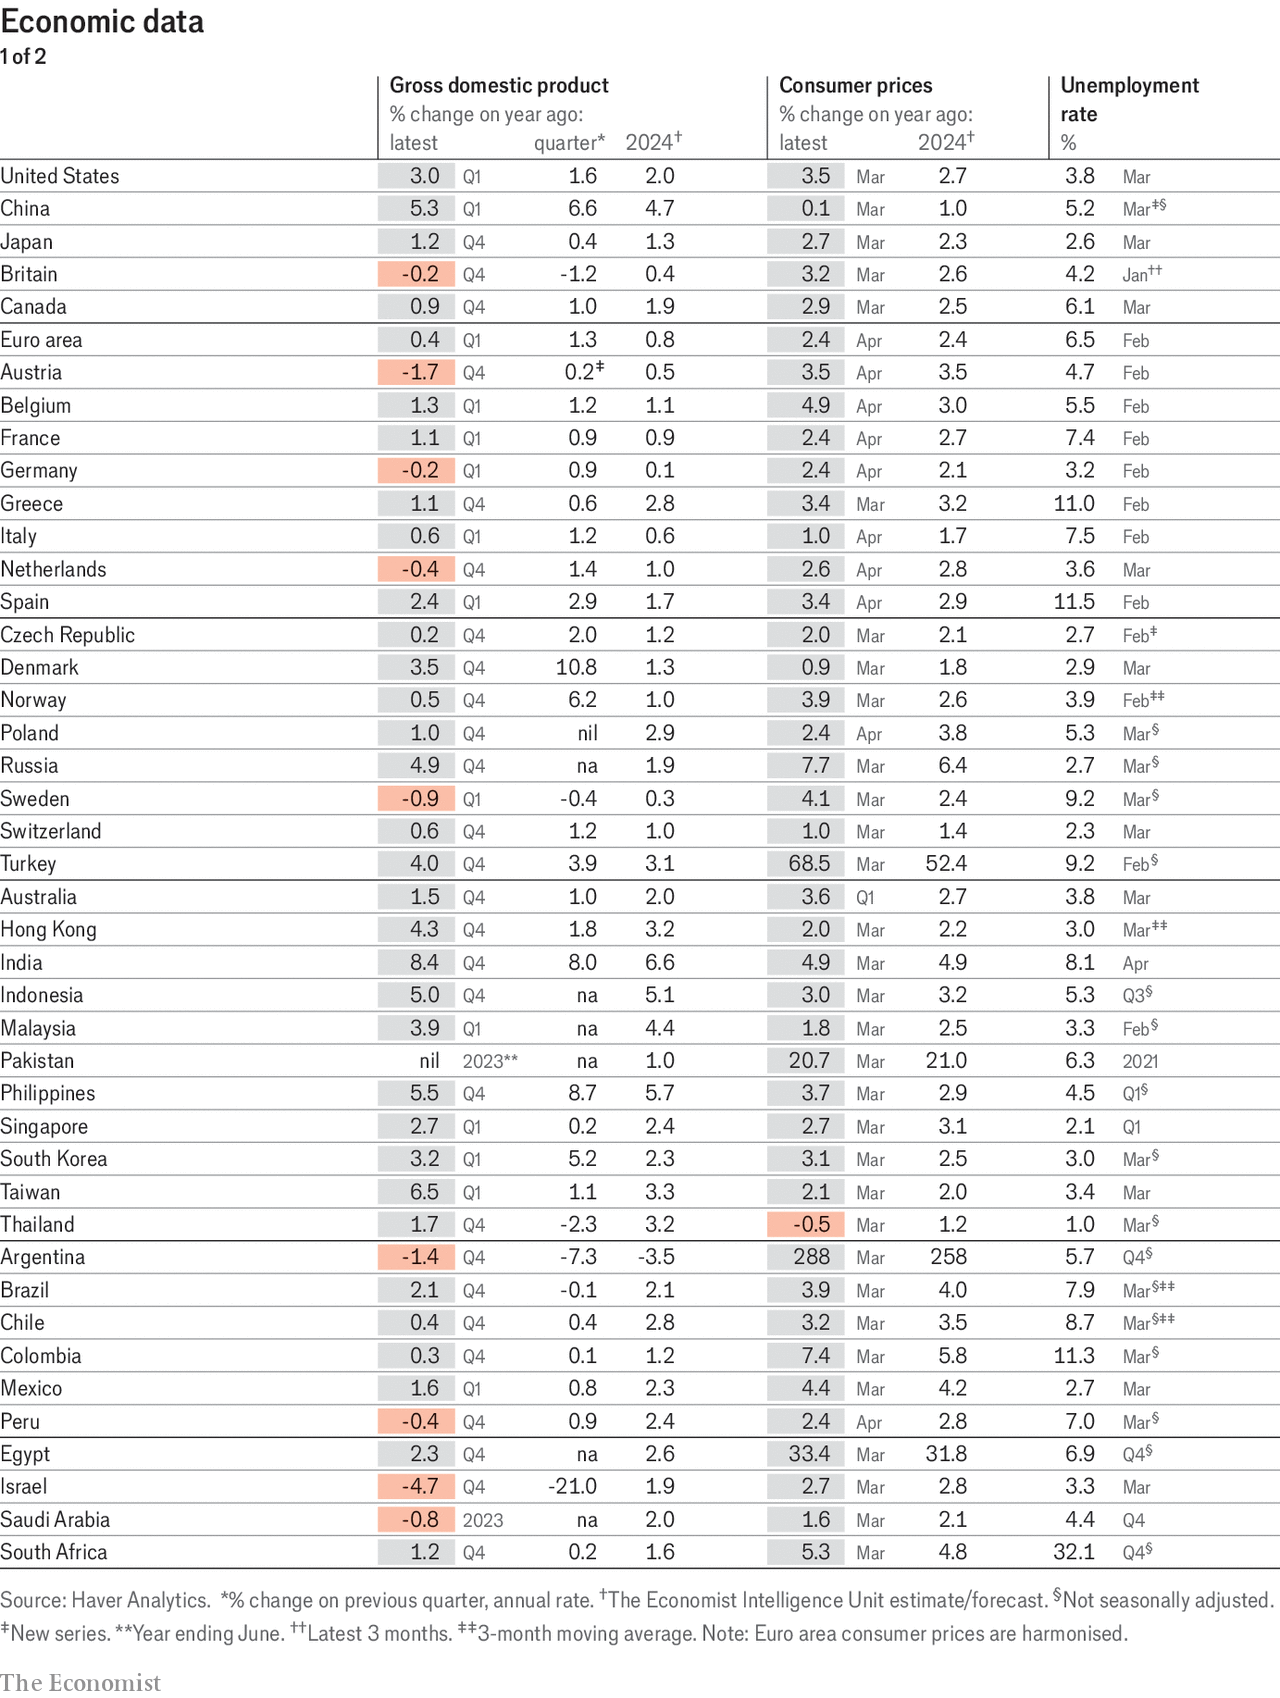 Economic data
1 of 2
Gross domestic product Consumer prices Unemployment
% change on year ago: % change on year ago: rate
latest quarter* 2024† latest 2024† %
United States 3.0 Q1 1.6 2.0 3.5 Mar 2.7 3.8 Mar
China 5.3 Q1 6.6 4.7 0.1 Mar 1.0 5.2 Mar‡§
Japan 1.2 Q4 0.4 1.3 2.7 Mar 2.3 2.6 Mar
Britain -0.2 Q4 -1.2 0.4 3.2 Mar 2.6 4.2 Jan††
Canada 0.9 Q4 1.0 1.9 2.9 Mar 2.5 6.1 Mar
Euro area 0.4 Q1 1.3 0.8 2.4 Apr 2.4 6.5 Feb
Austria -1.7 Q4 0.2‡ 0.5 3.5 Apr 3.5 4.7 Feb
Belgium 1.3 Q1 1.2 1.1 4.9 Apr 3.0 5.5 Feb
France 1.1 Q1 0.9 0.9 2.4 Apr 2.7 7.4 Feb
Germany -0.2 Q1 0.9 0.1 2.4 Apr 2.1 3.2 Feb
Greece 1.1 Q4 0.6 2.8 3.4 Mar 3.2 11.0 Feb
Italy 0.6 Q1 1.2 0.6 1.0 Apr 1.7 7.5 Feb
Netherlands -0.4 Q4 1.4 1.0 2.6 Apr 2.8 3.6 Mar
Spain 2.4 Q1 2.9 1.7 3.4 Apr 2.9 11.5 Feb
Czech Republic 0.2 Q4 2.0 1.2 2.0 Mar 2.1 2.7 Feb‡
Denmark 3.5 Q4 10.8 1.3 0.9 Mar 1.8 2.9 Mar
Norway 0.5 Q4 6.2 1.0 3.9 Mar 2.6 3.9 Feb‡‡
Poland 1.0 Q4 nil 2.9 2.4 Apr 3.8 5.3 Mar§
Russia 4.9 Q4 na 1.9 7.7 Mar 6.4 2.7 Mar§
Sweden -0.9 Q1 -0.4 0.3 4.1 Mar 2.4 9.2 Mar§
Switzerland 0.6 Q4 1.2 1.0 1.0 Mar 1.4 2.3 Mar
Turkey 4.0 Q4 3.9 3.1 68.5 Mar 52.4 9.2 Feb§
Australia 1.5 Q4 1.0 2.0 3.6 Q1 2.7 3.8 Mar
Hong Kong 4.3 Q4 1.8 3.2 2.0 Mar 2.2 3.0 Mar‡‡
India 8.4 Q4 8.0 6.6 4.9 Mar 4.9 8.1 Apr
Indonesia 5.0 Q4 na 5.1 3.0 Mar 3.2 5.3 Q3§
Malaysia 3.9 Q1 na 4.4 1.8 Mar 2.5 3.3 Feb§
Pakistan nil 2023** na 1.0 20.7 Mar 21.0 6.3 2021
Philippines 5.5 Q4 8.7 5.7 3.7 Mar 2.9 4.5 Q1§
Singapore 2.7 Q1 0.2 2.4 2.7 Mar 3.1 2.1 Q1
South Korea 3.2 Q1 5.2 2.3 3.1 Mar 2.5 3.0 Mar§
Taiwan 6.5 Q1 1.1 3.3 2.1 Mar 2.0 3.4 Mar
Thailand 1.7 Q4 -2.3 3.2 -0.5 Mar 1.2 1.0 Mar§
Argentina -1.4 Q4 -7.3 -3.5 288 Mar 258 5.7 Q4§
Brazil 2.1 Q4 -0.1 2.1 3.9 Mar 4.0 7.9 Mar§‡‡
Chile 0.4 Q4 0.4 2.8 3.2 Mar 3.5 8.7 Mar§‡‡
Colombia 0.3 Q4 0.1 1.2 7.4 Mar 5.8 11.3 Mar§
Mexico 1.6 Q1 0.8 2.3 4.4 Mar 4.2 2.7 Mar
Peru -0.4 Q4 0.9 2.4 2.4 Apr 2.8 7.0 Mar§
Egypt 2.3 Q4 na 2.6 33.4 Mar 31.8 6.9 Q4§
Israel -4.7 Q4 -21.0 1.9 2.7 Mar 2.8 3.3 Mar
Saudi Arabia -0.8 2023 na 2.0 1.6 Mar 2.1 4.4 Q4
South Africa 1.2 Q4 0.2 1.6 5.3 Mar 4.8 32.1 Q4§
Source: Haver Analytics. *% change on previous quarter, annual rate. †The Economist Intelligence Unit estimate/forecast. §Not seasonally adjusted.
‡New series. **Year ending June. ††Latest 3 months. ‡‡3-month moving average. Note: Euro area consumer prices are harmonised.
The Economist